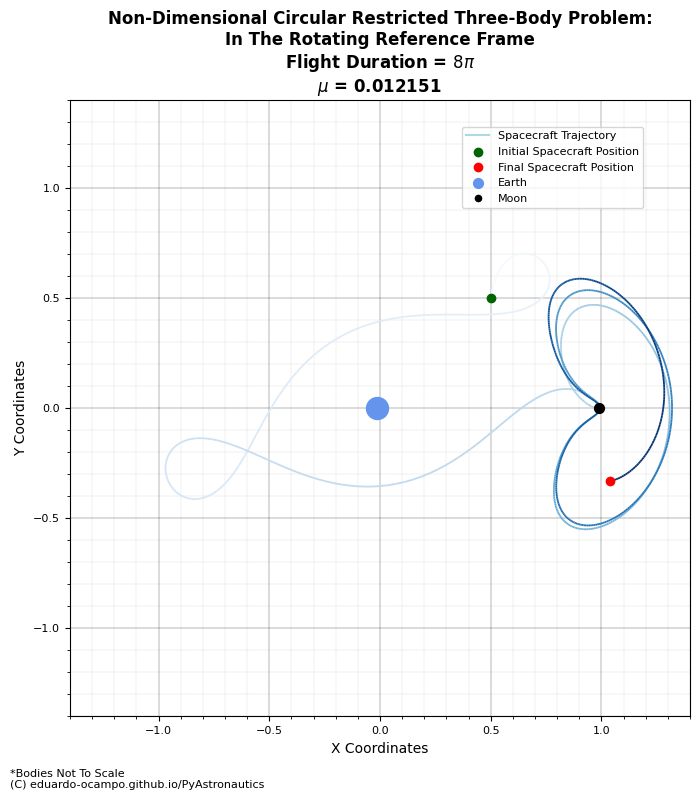 Non-Dimensional Circular Restricted Three-Body Problem:
In The Rotating Reference Frame
Flight Duration = 8π
μ = 0.012151
Spacecraft Trajectory
Initial Spacecraft Position
Final Spacecraft Position
Earth
Moon
1.0
0.5
0.0
−0.5
−1.0
Y Coordinates
−1.0
−0.5
0.0
0.5
1.0
X Coordinates
*Bodies Not To Scale
(C) eduardo-ocampo.github.io/PyAstronautics